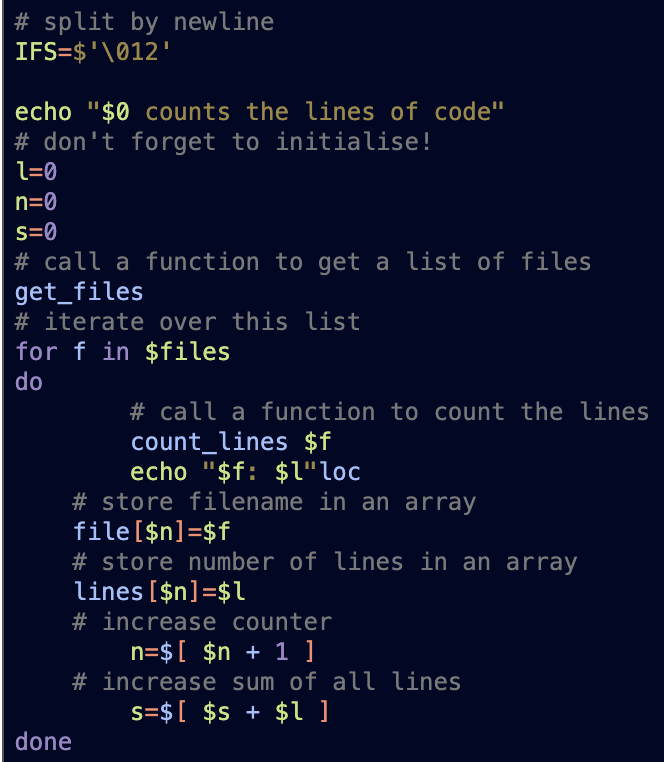 # split by newline
IFS=$'\012'

echo "$0 counts the lines of code"
# don't forget to initialise!
l=0
n=0
s=0
# call a function to get a list of files
get_files
# iterate over this list
for f in $files
do
        # call a function to count the lines
        count_lines $f
        echo "$f: $l"loc
    # store filename in an array
    file[$n]=$f
    # store number of lines in an array
    lines[$n]=$l
    # increase counter
        n=$[ $n + 1 ]
    # increase sum of all lines
        s=$[ $s + $l ]
done